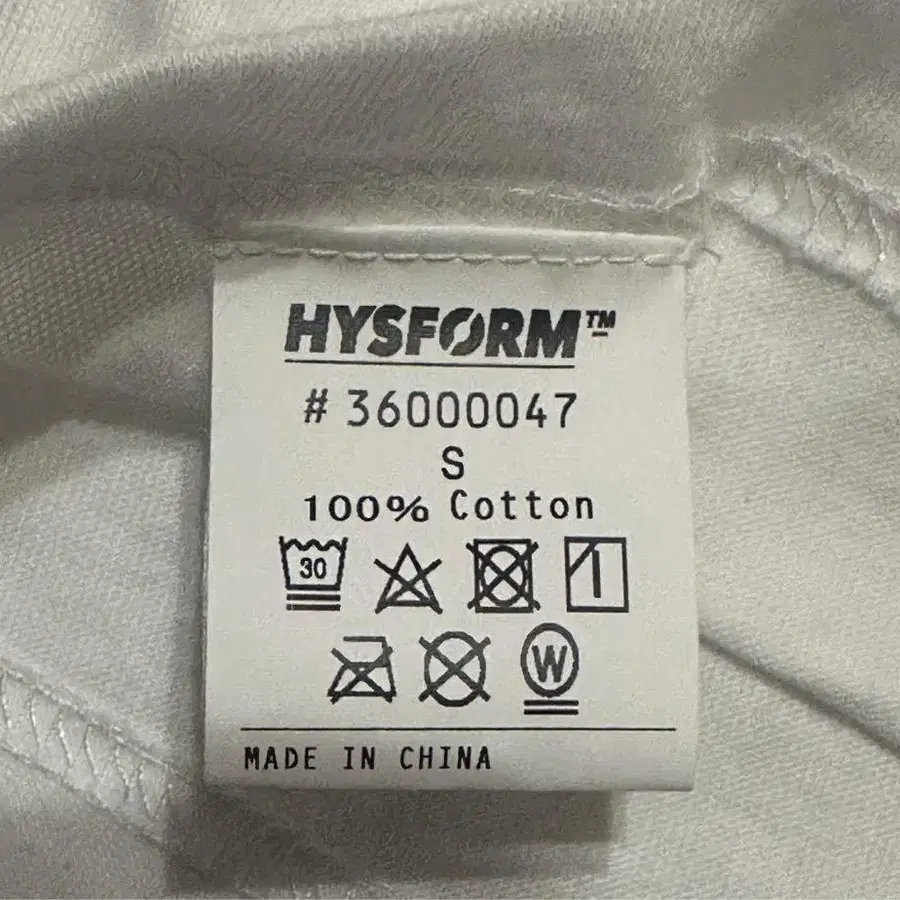 HYSFORM™
# 36000047
S
100% Cotton
30
W
MADE IN CHINA